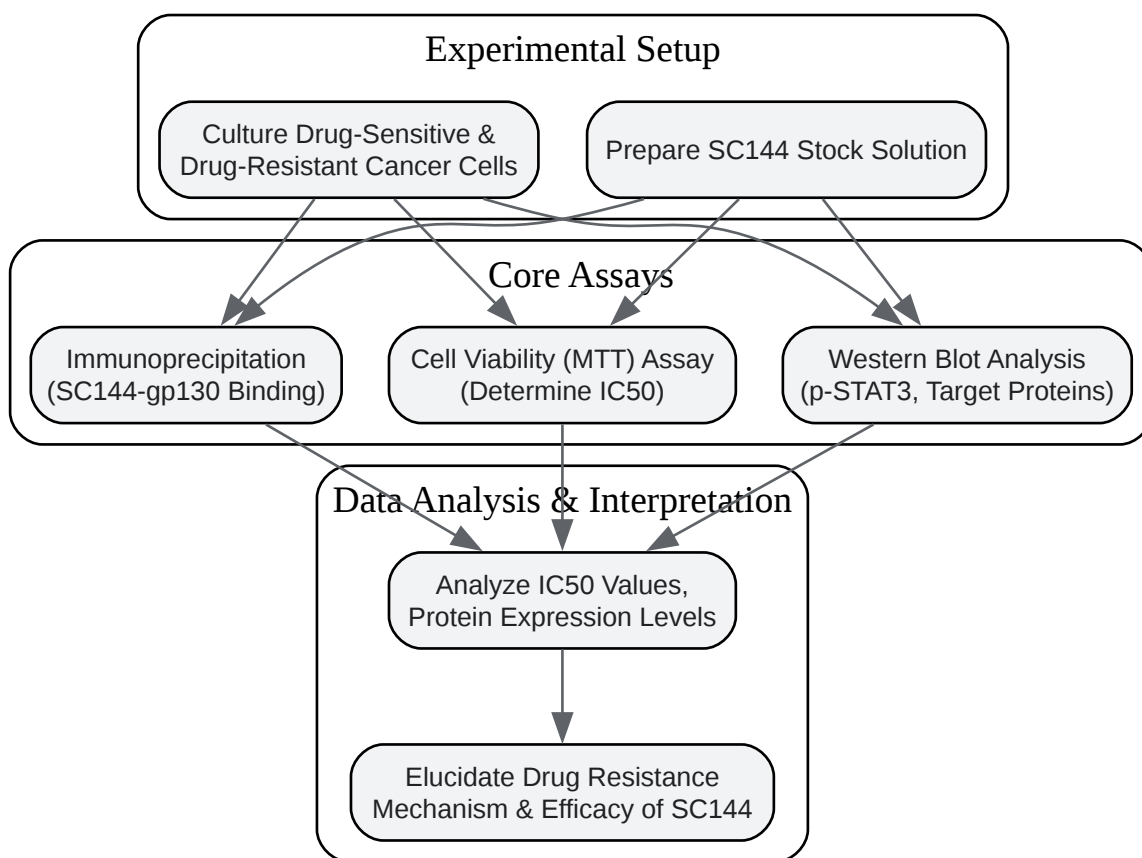 Experimental Setup
Culture Drug-Sensitive &
Drug-Resistant Cancer Cells
Prepare SC144 Stock Solution
Core Assays
Immunoprecipitation
(SC144-gp130 Binding)
Cell Viability (MTT) Assay
(Determine IC50)
Western Blot Analysis
(p-STAT3, Target Proteins)
Data Analysis & Interpretation
Analyze IC50 Values,
Protein Expression Levels
Elucidate Drug Resistance
Mechanism & Efficacy of SC144